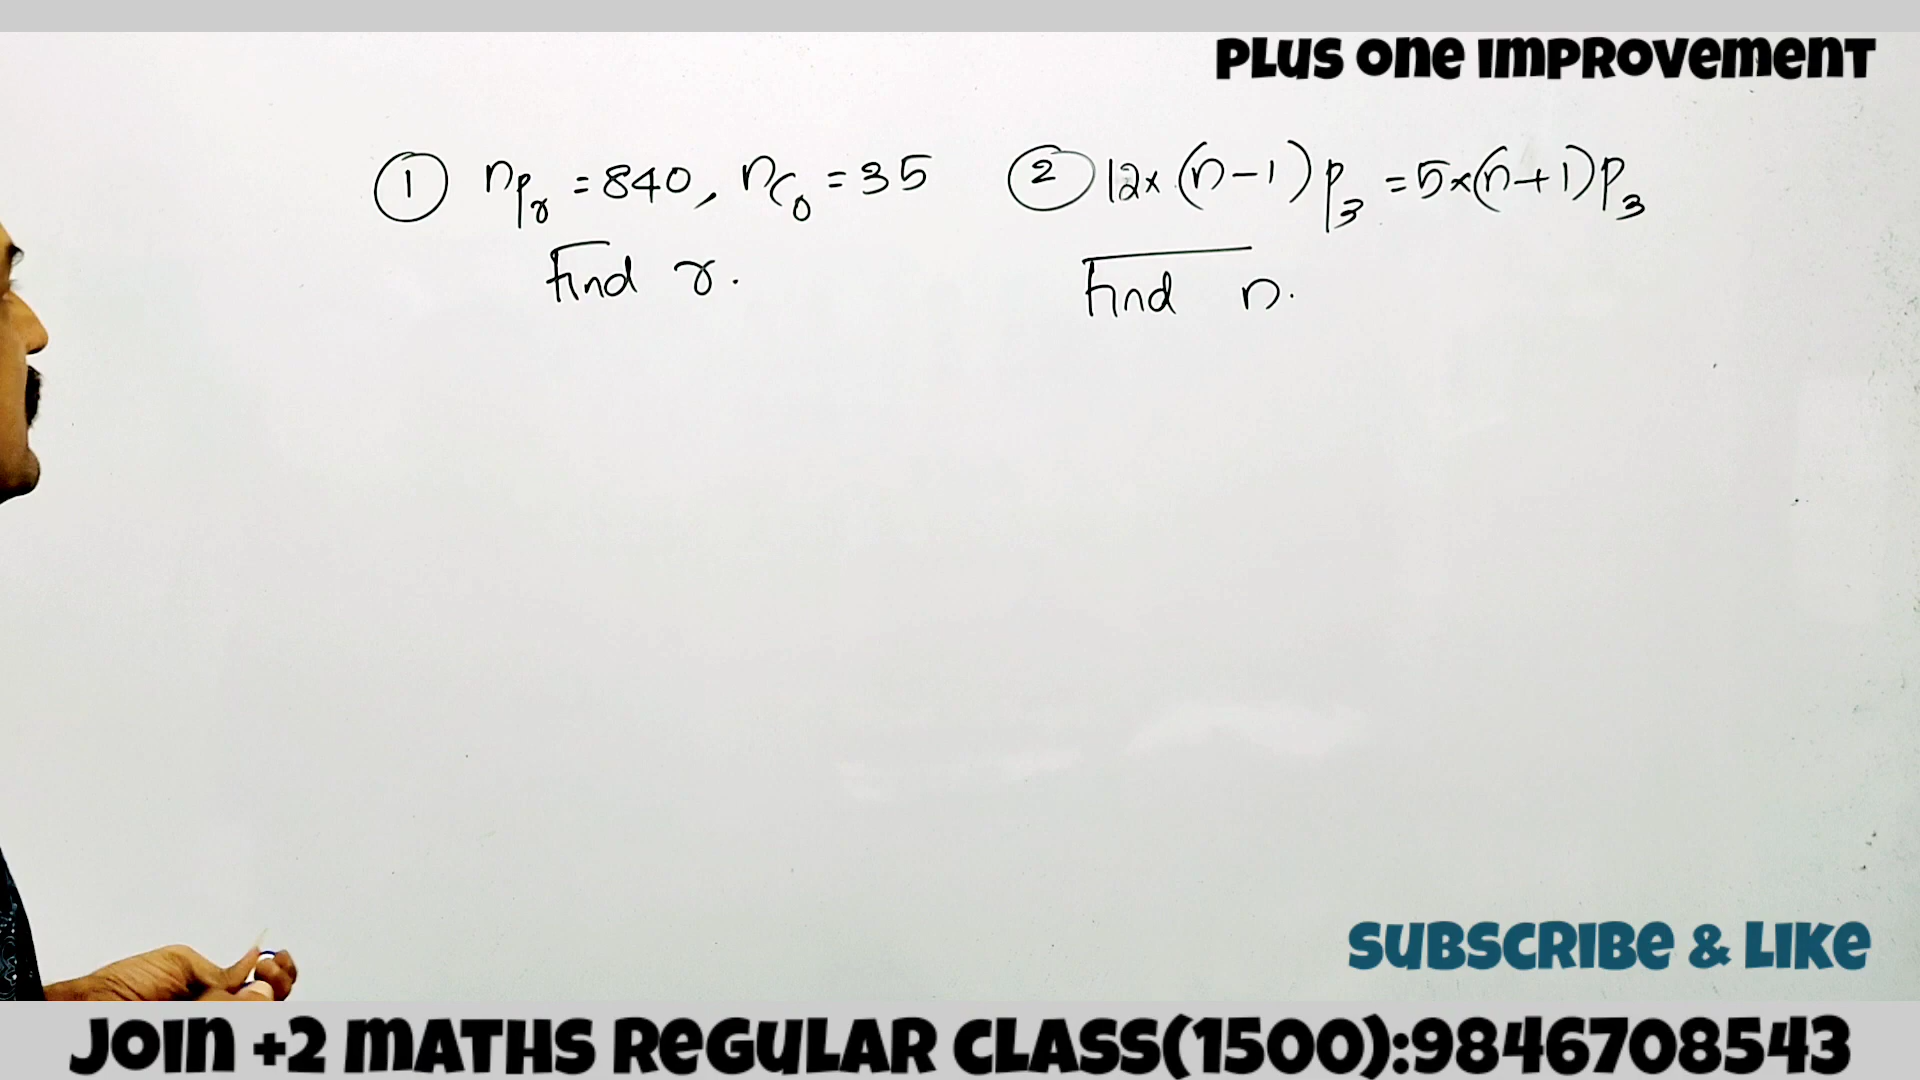 PLUS ONE IMPROVEMENT
① nPr = 840, nC0 = 35
Find r.
② 12×(n-1)P3 = 5×(n+1)P3
Find n.
SUBSCRIBE & LIKE
JOIN +2 MATHS REGULAR CLASS(1500):9846708543